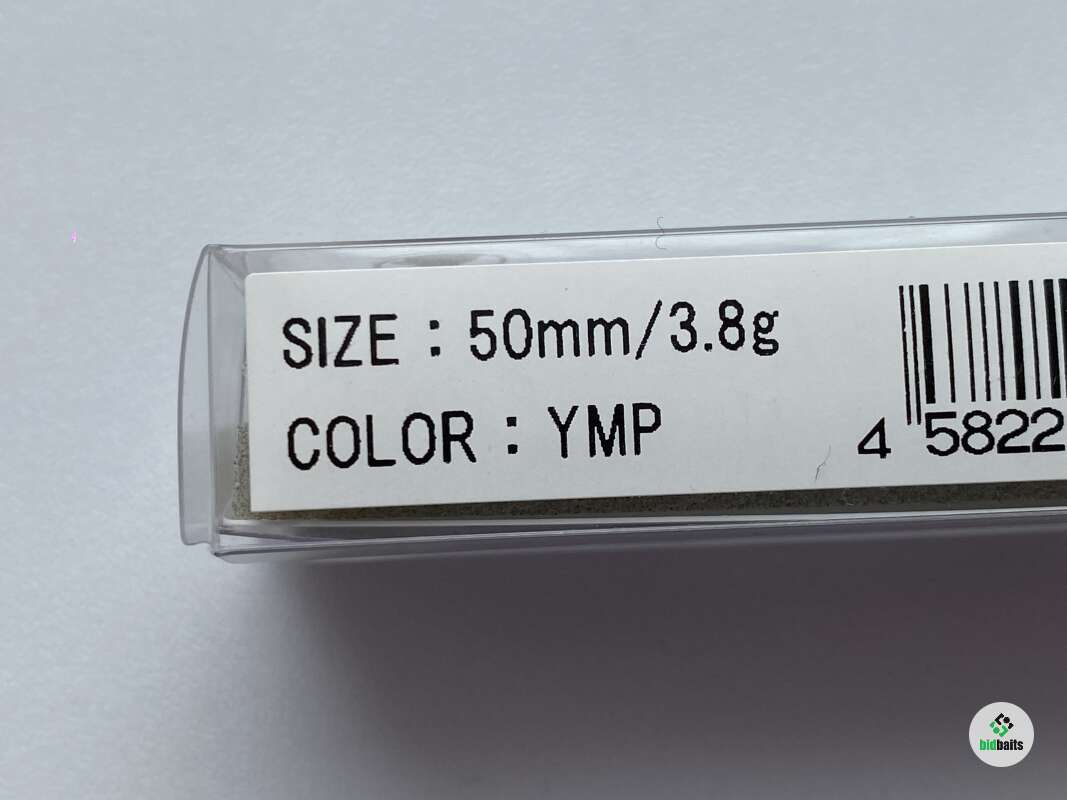 SIZE : 50mm/3.8g
COLOR : YMP
4 5822
bidbaits